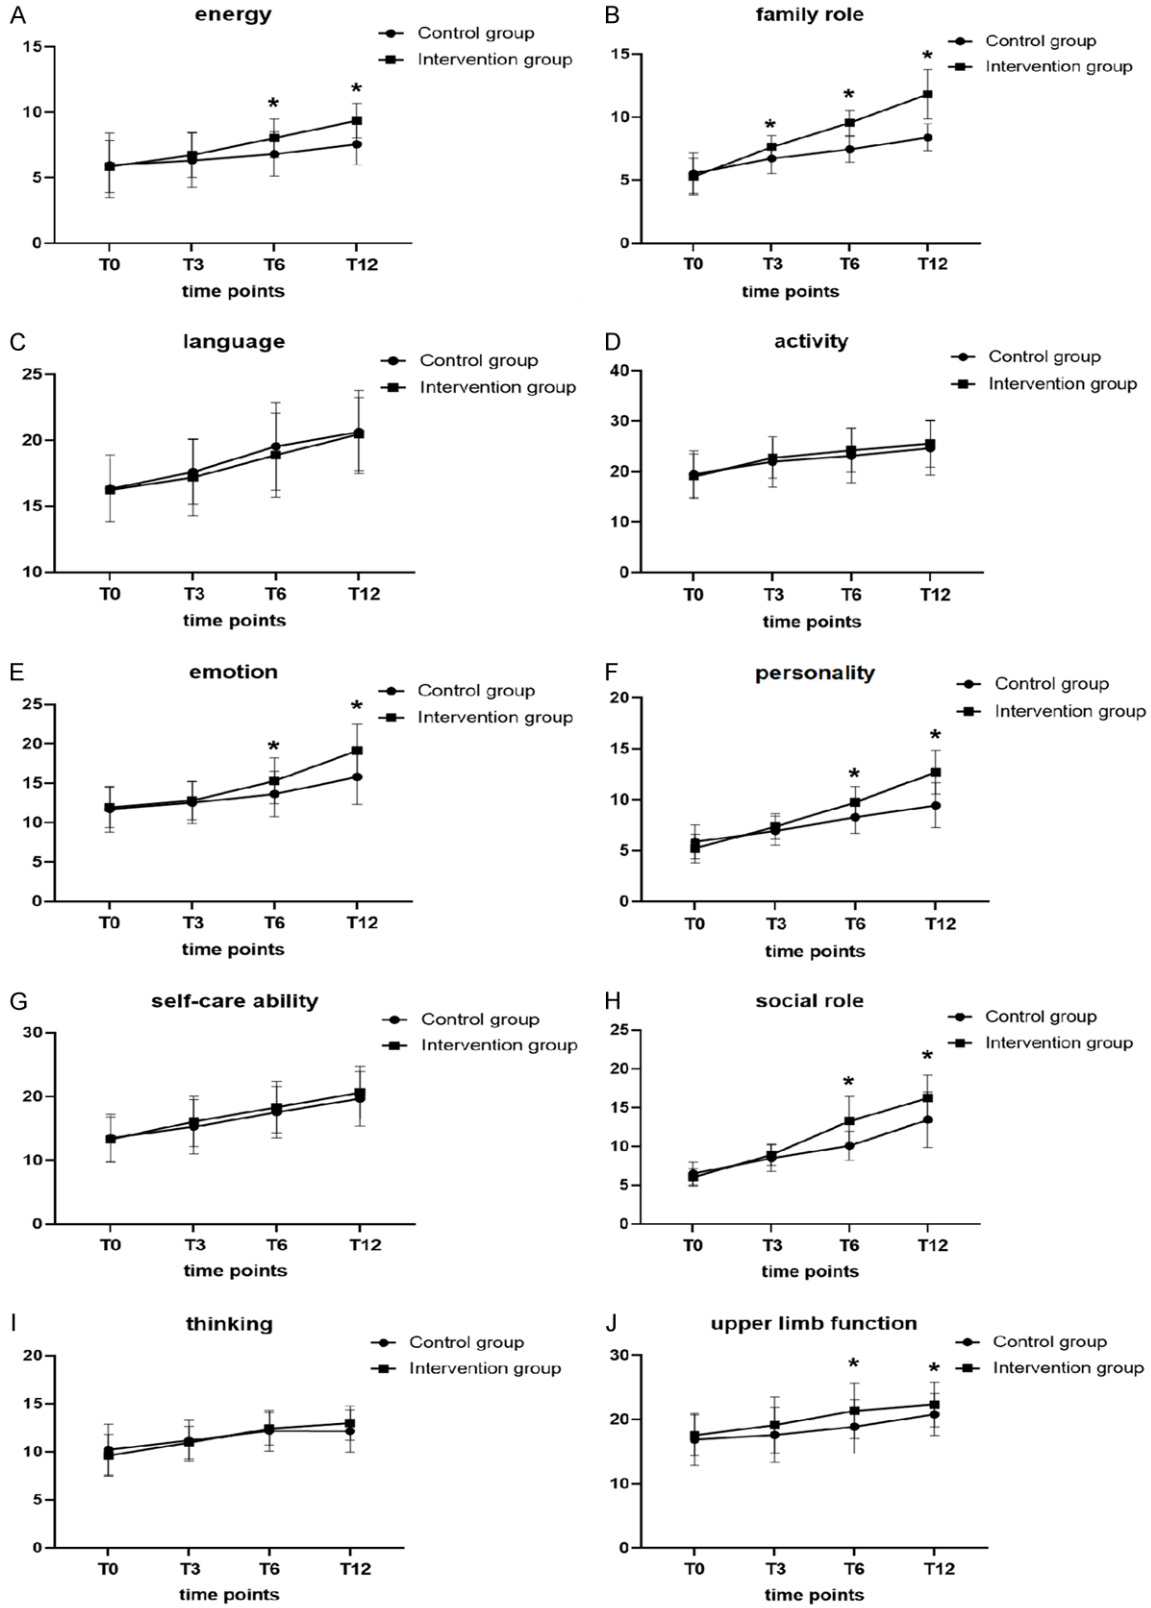 A
energy
Control group
Intervention group
15
*
*
10
5
0
T0 T3 T6 T12
time points
B
family role
Control group
Intervention group
15
*
*
*
10
5
0
T0 T3 T6 T12
time points
C
language
Control group
Intervention group
25
20
15
10
T0 T3 T6 T12
time points
D
activity
Control group
Intervention group
40
30
20
10
0
T0 T3 T6 T12
time points
E
emotion
Control group
Intervention group
25
*
20
*
15
10
5
0
T0 T3 T6 T12
time points
F
personality
Control group
Intervention group
20
*
15
*
10
5
0
T0 T3 T6 T12
time points
G
self-care ability
Control group
Intervention group
30
20
10
0
T0 T3 T6 T12
time points
H
social role
Control group
Intervention group
25
*
20
*
15
10
5
0
T0 T3 T6 T12
time points
I
thinking
Control group
Intervention group
20
15
10
5
0
T0 T3 T6 T12
time points
J
upper limb function
Control group
Intervention group
30
* *
20
10
0
T0 T3 T6 T12
time points